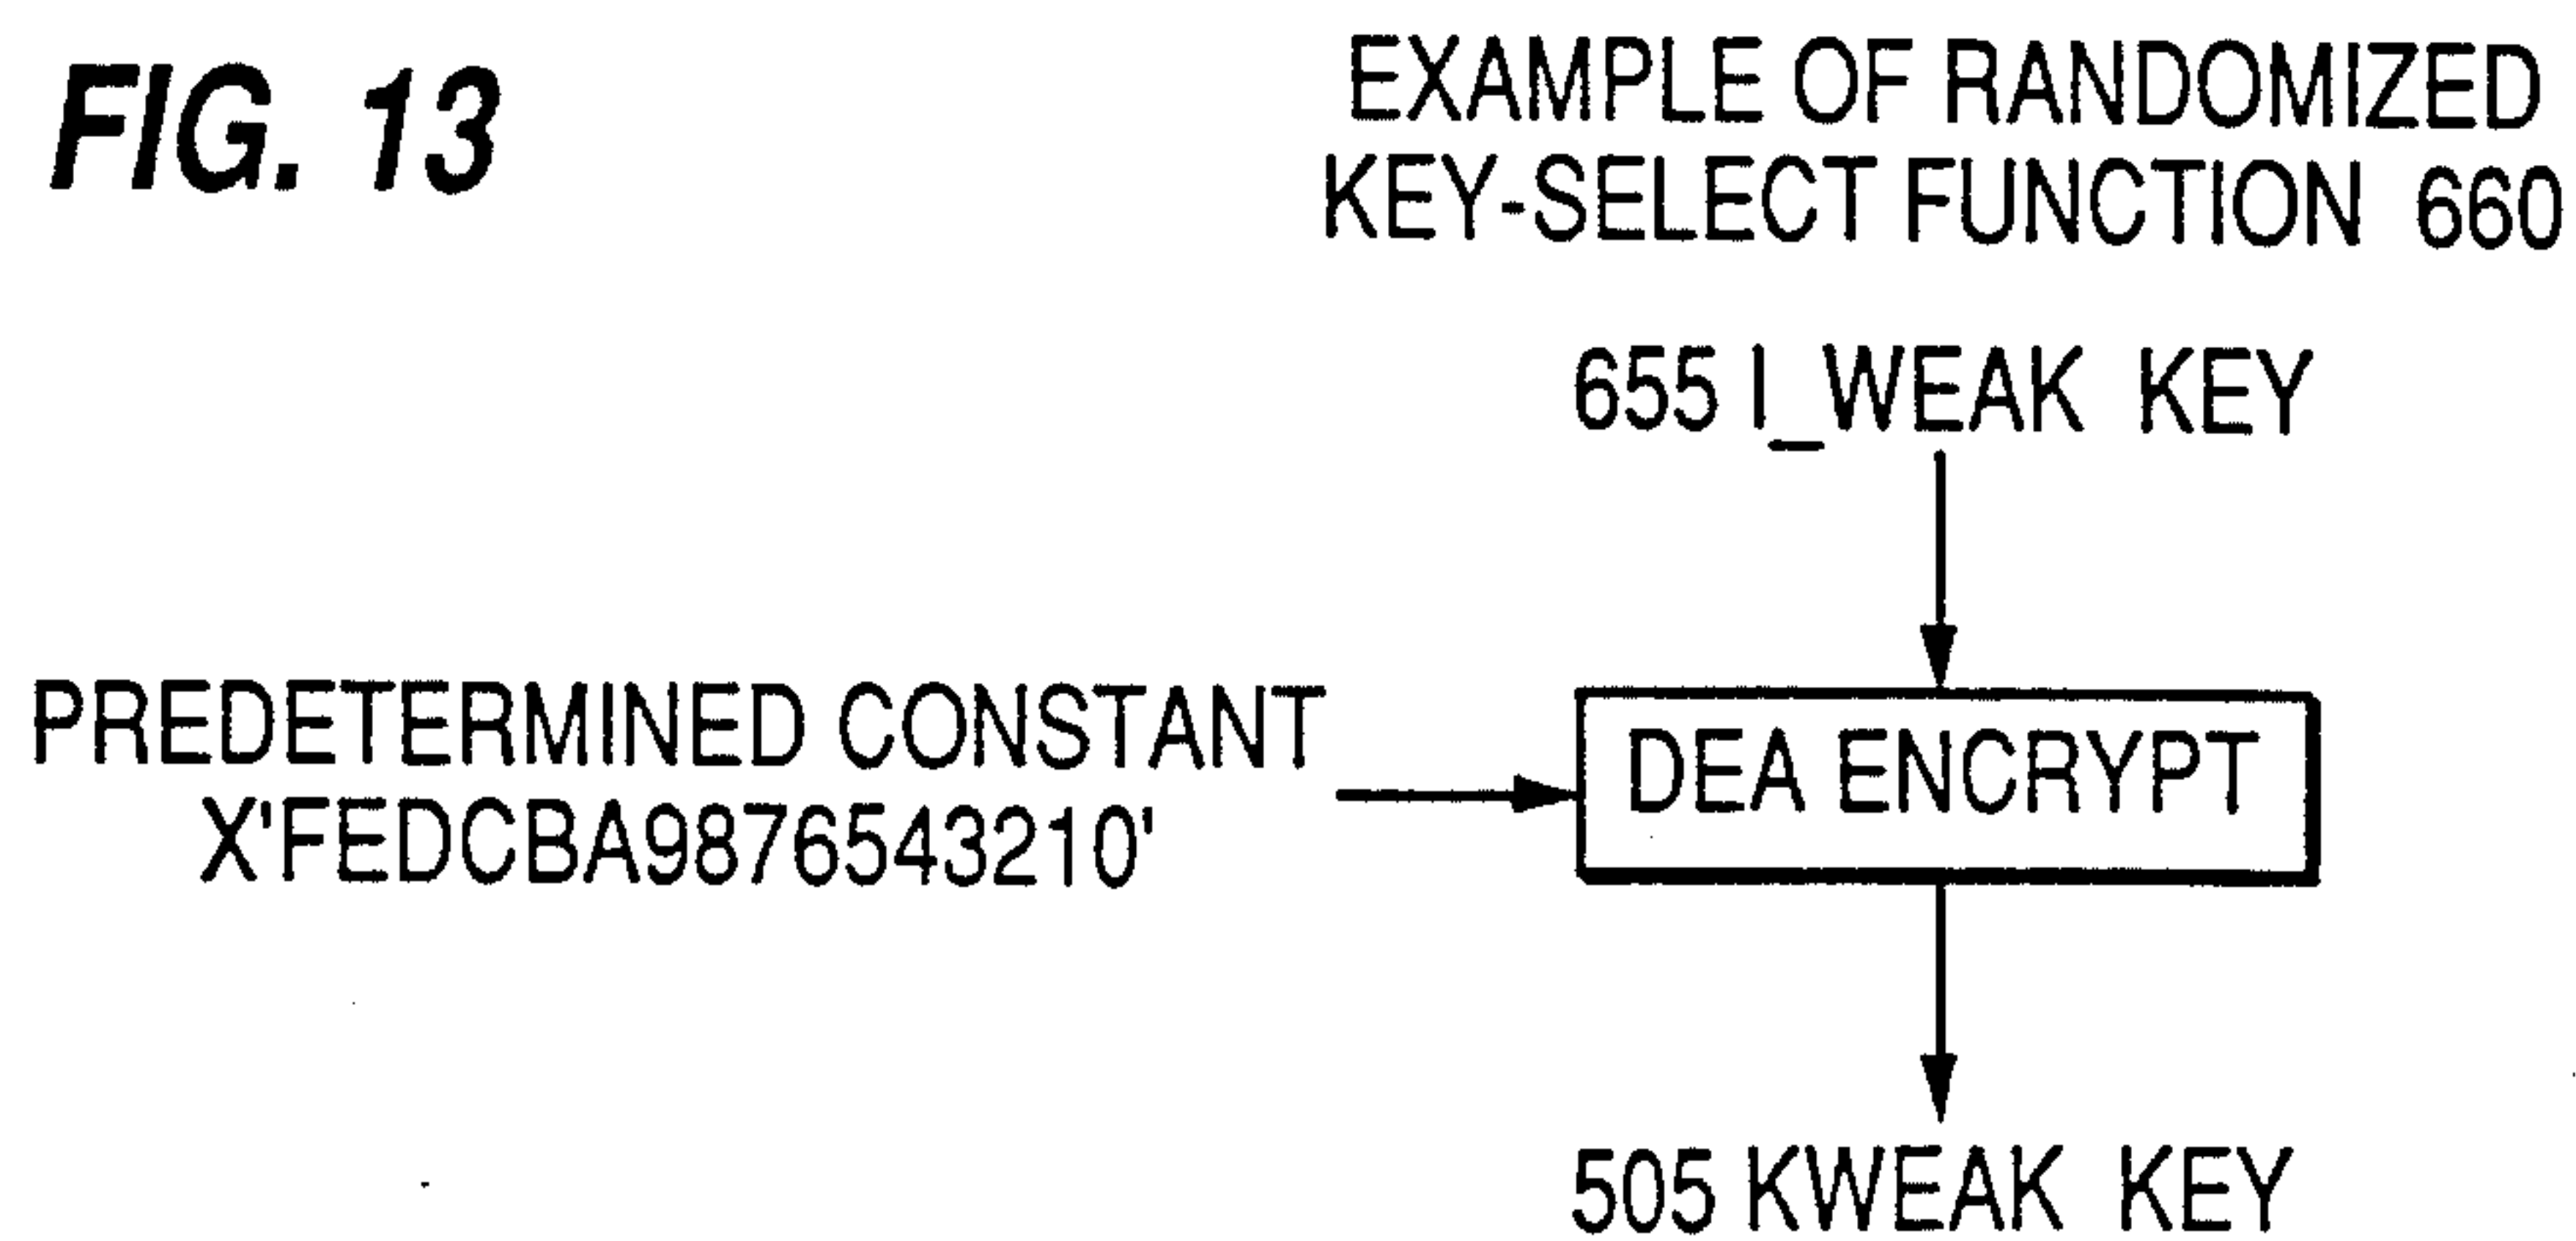 FIG. 13
EXAMPLE OF RANDOMIZED
KEY-SELECT FUNCTION 660
655 I_WEAK KEY
PREDETERMINED CONSTANT
X'FEDCBA9876543210'
DEA ENCRYPT
505 KWEAK KEY